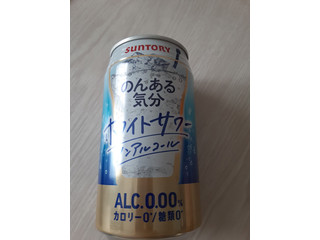 SUNTORY
のんある
気分
ホワイトサワー
ノンアルコール
ALC.0.00%
カロリー0*/糖類0*